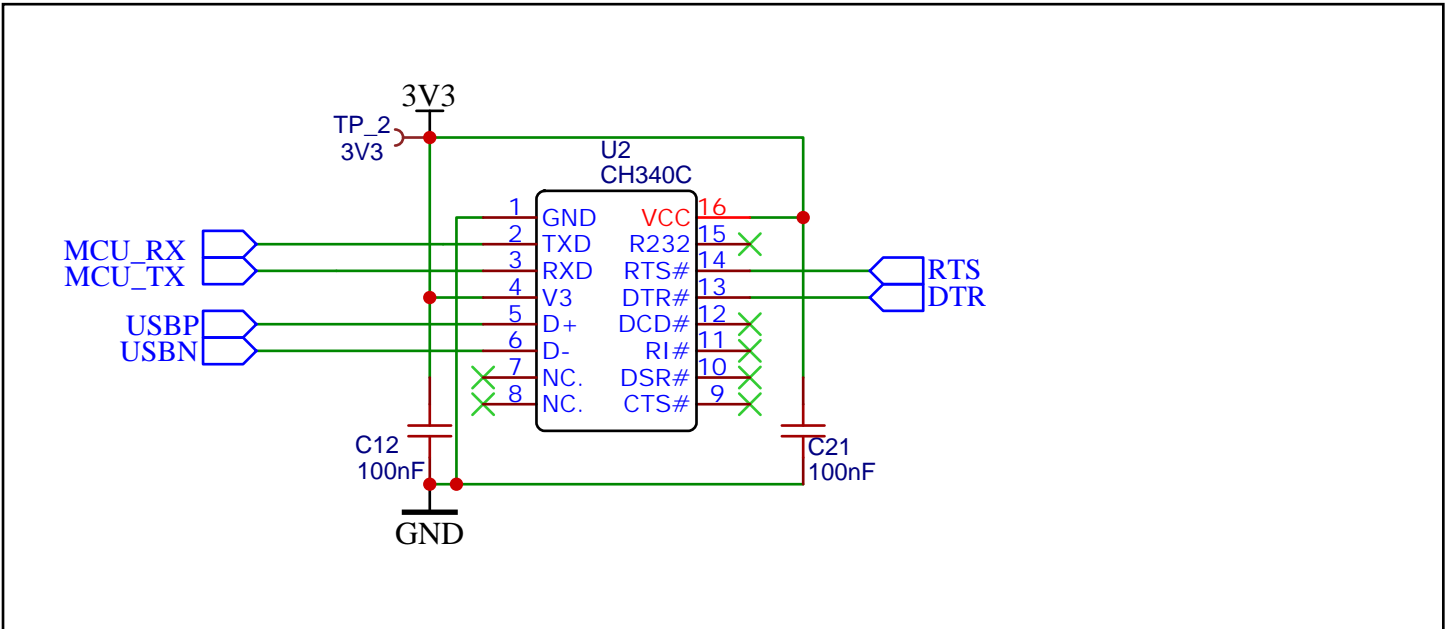 3V3
TP_2
3V3
U2
CH340C
1 GND VCC 16
MCU_RX 2 TXD R232 15
MCU_TX 3 RXD RTS# 14 RTS
4 V3 DTR# 13 DTR
USBP 5 D+ DCD# 12
USBN 6 D- RI# 11
7 NC. DSR# 10
8 NC. CTS# 9
C12
100nF
C21
100nF
GND